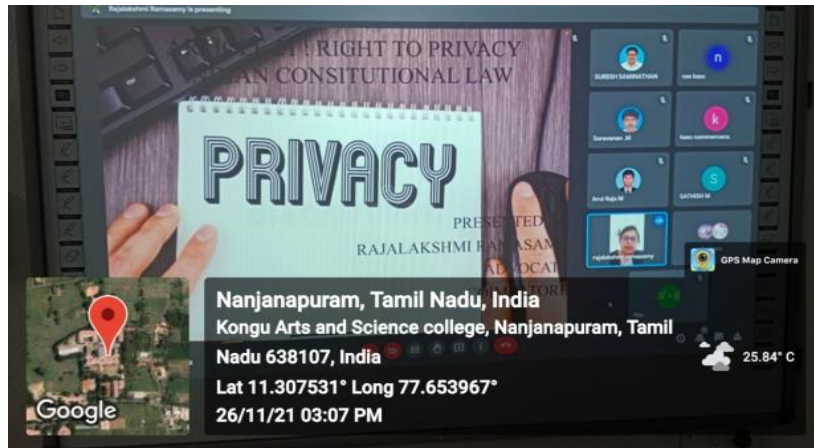 Rajalakshmi Ramasamy is presenting
RIGHT TO PRIVACY
CONSITUTIONAL LAW
PRIVACY
RAJALAKSHMI
SURESH SAMINATHAN
n
Saravanan .M
k
Arul Raja M
S
SATHISH M
rajalakshmi ramasamy
GPS Map Camera
Nanjanapuram, Tamil Nadu, India
Kongu Arts and Science college, Nanjanapuram, Tamil
Nadu 638107, India
Lat 11.307531° Long 77.653967°
26/11/21 03:07 PM
25.84° C
Google